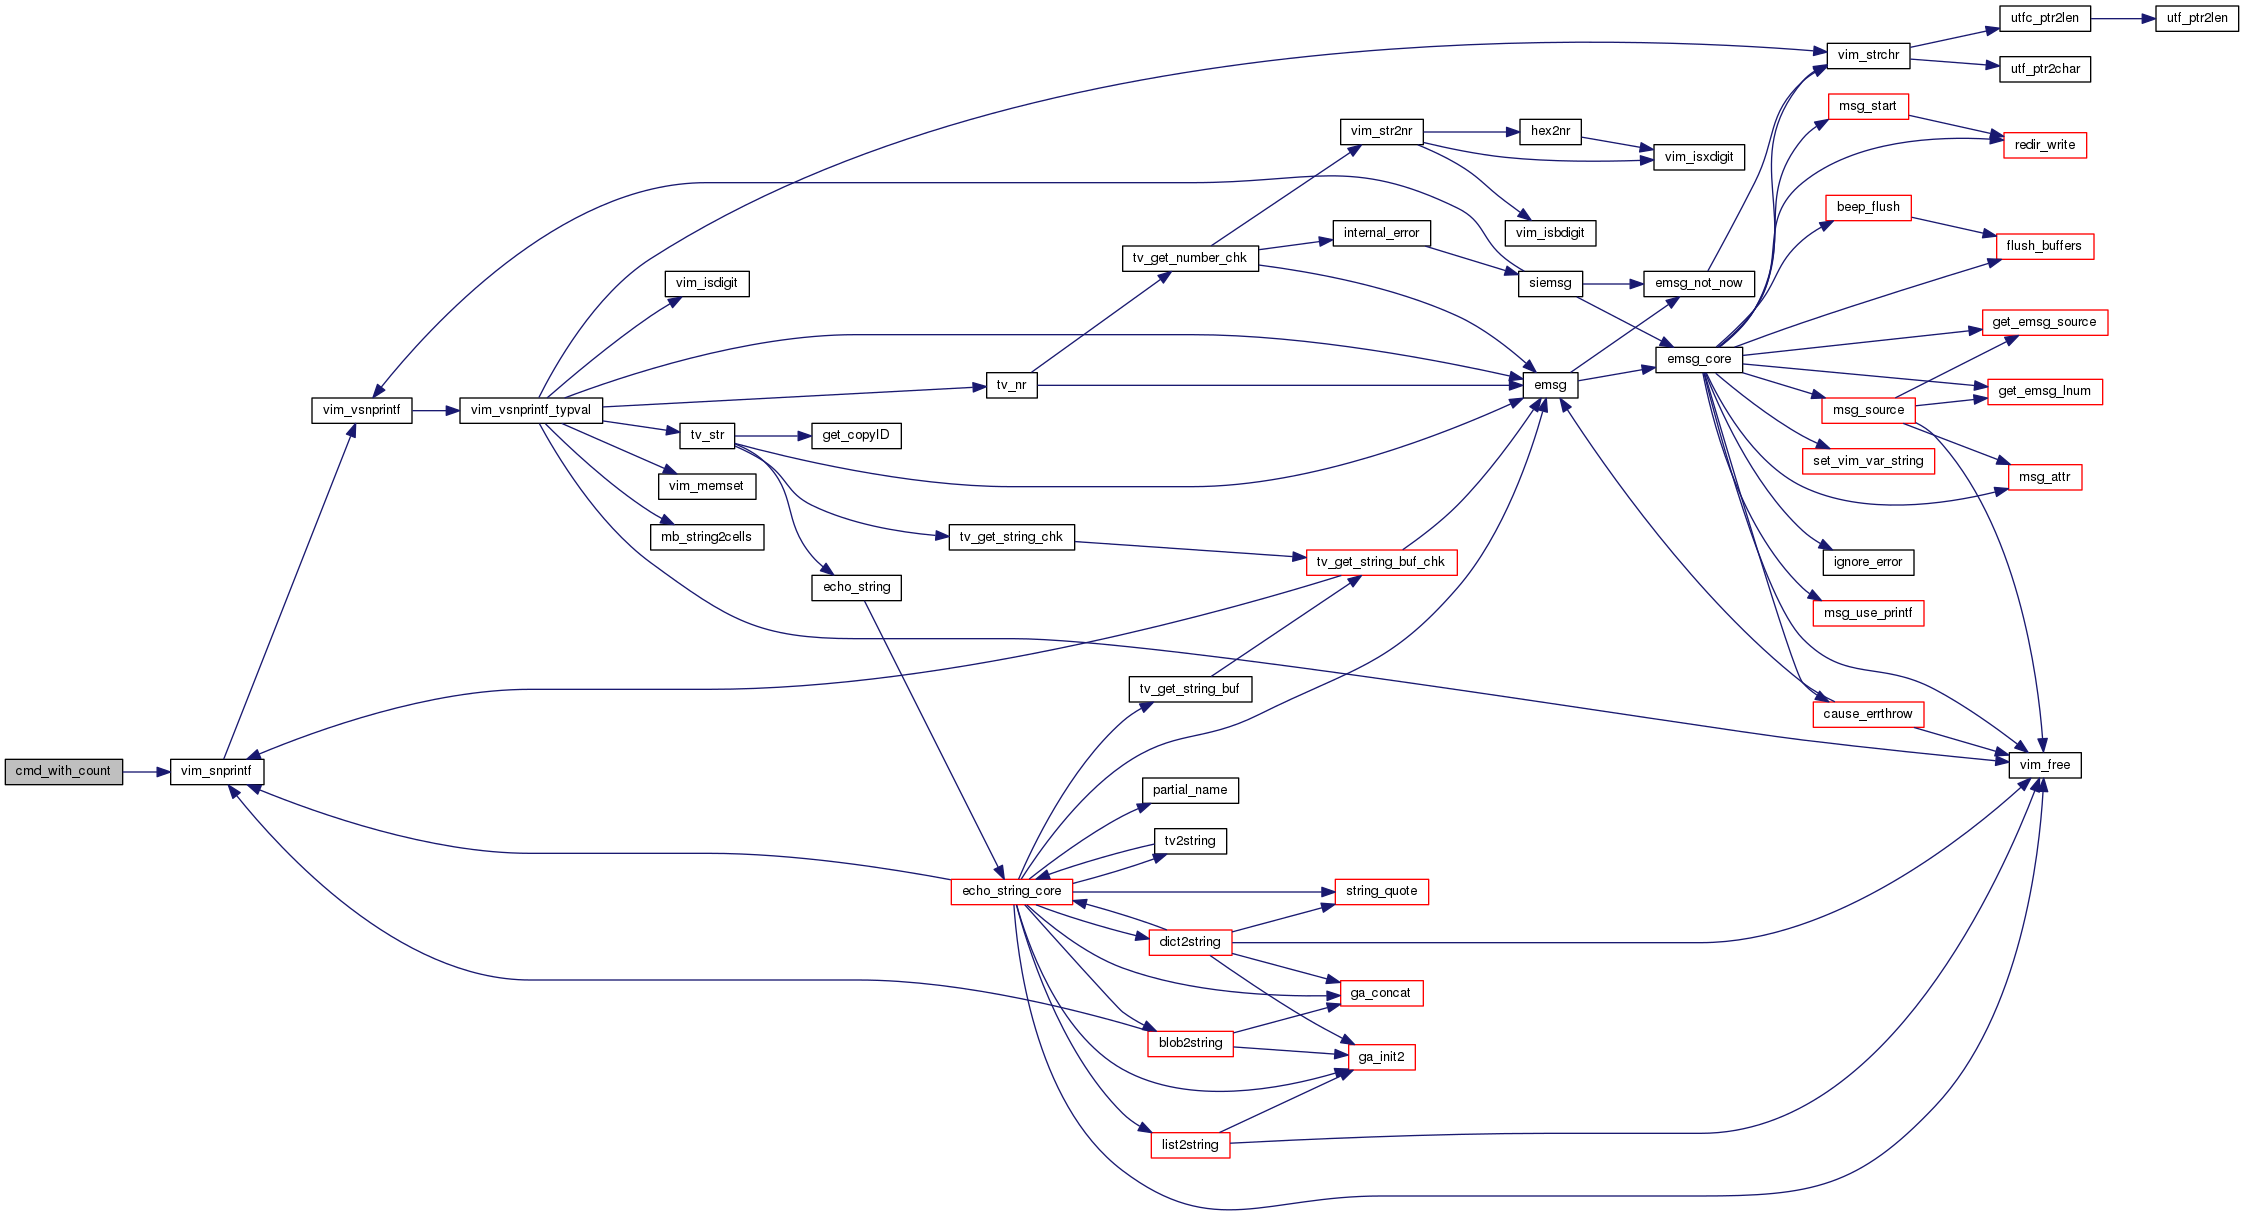 utfc_ptr2len
utf_ptr2len
vim_strchr
utf_ptr2char
msg_start
vim_str2nr
hex2nr
redir_write
vim_isxdigit
beep_flush
vim_isbdigit
internal_error
flush_buffers
tv_get_number_chk
vim_isdigit
siemsg
emsg_not_now
get_emsg_source
emsg_core
tv_nr
emsg
get_emsg_lnum
vim_vsnprintf
vim_vsnprintf_typval
msg_source
tv_str
get_copyID
set_vim_var_string
msg_attr
vim_memset
mb_string2cells
tv_get_string_chk
tv_get_string_buf_chk
ignore_error
echo_string
msg_use_printf
tv_get_string_buf
cause_errthrow
cmd_with_count
vim_snprintf
vim_free
partial_name
tv2string
echo_string_core
string_quote
dict2string
ga_concat
blob2string
ga_init2
list2string